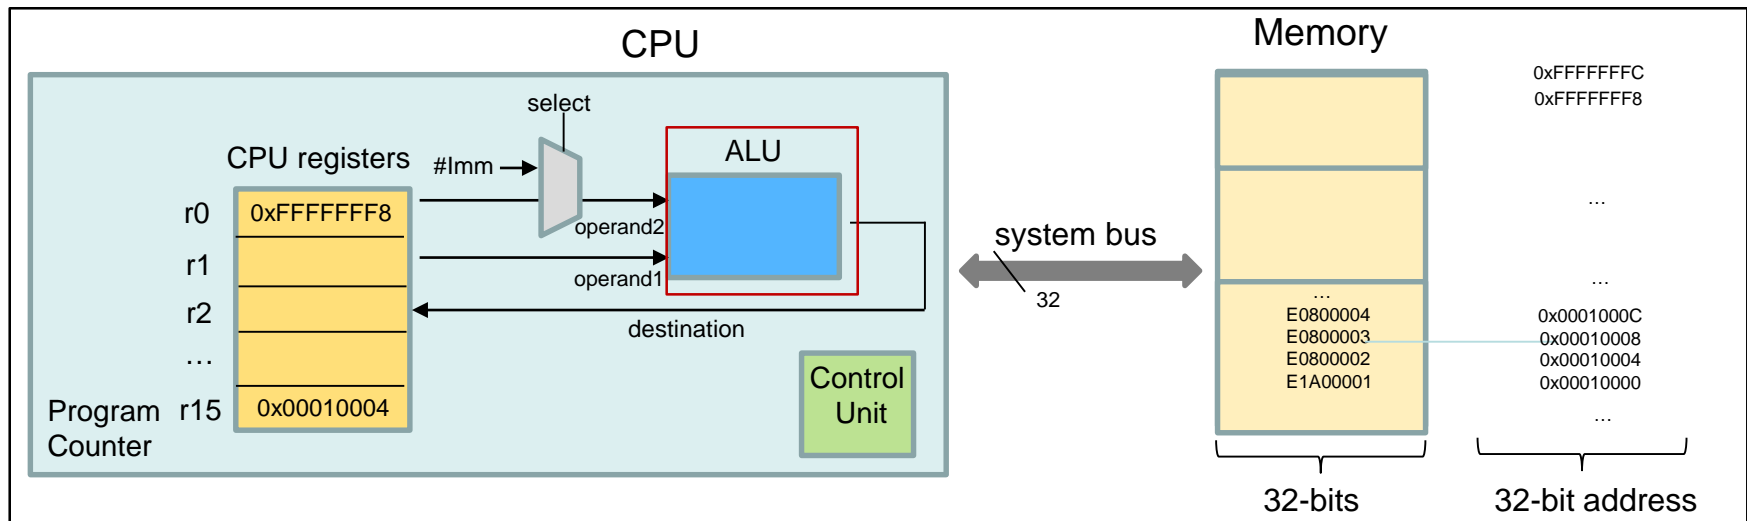 CPU
Memory
select
#Imm
ALU
CPU registers
r0
0xFFFFFFF8
operand2
r1
operand1
r2
destination
…
Program
Counter
r15
0x00010004
Control
Unit
system bus
32
0xFFFFFFFC
0xFFFFFFF8
…
…
…
E0800004
0x0001000C
E0800003
0x00010008
E0800002
0x00010004
E1A00001
0x00010000
…
32-bits
32-bit address